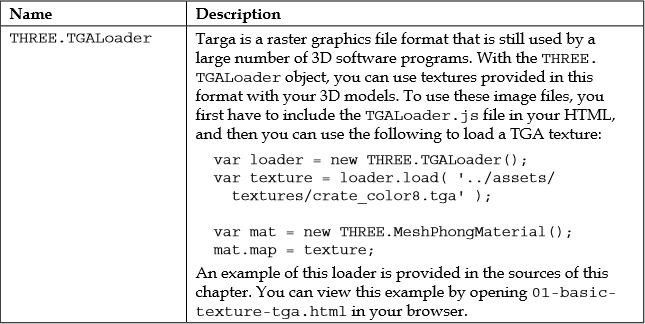 Name Description
THREE.TGALoader
Targa is a raster graphics file format that is still used by a
large number of 3D software programs. With the THREE.
TGALoader object, you can use textures provided in this
format with your 3D models. To use these image files, you
first have to include the TGALoader.js file in your HTML,
and then you can use the following to load a TGA texture:
var loader = new THREE.TGALoader();
var texture = loader.load( '../assets/
textures/crate_color8.tga' );
var mat = new THREE.MeshPhongMaterial();
mat.map = texture;
An example of this loader is provided in the sources of this
chapter. You can view this example by opening 01-basic-
texture-tga.html in your browser.